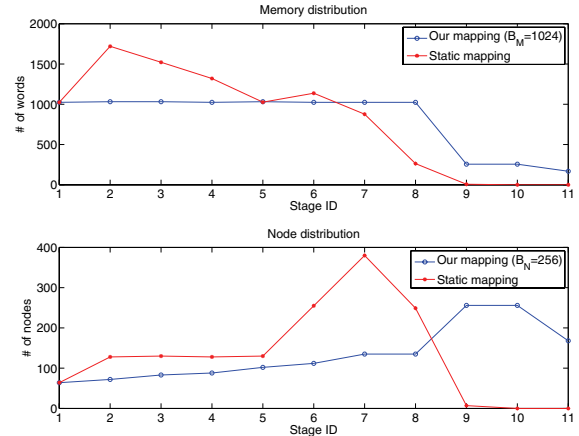 Memory distribution
2000
1500
1000
500
0
# of words
Our mapping (B_M=1024)
Static mapping
1 2 3 4 5 6 7 8 9 10 11
Stage ID
Node distribution
400
300
200
100
0
# of nodes
Our mapping (B_N=256)
Static mapping
1 2 3 4 5 6 7 8 9 10 11
Stage ID